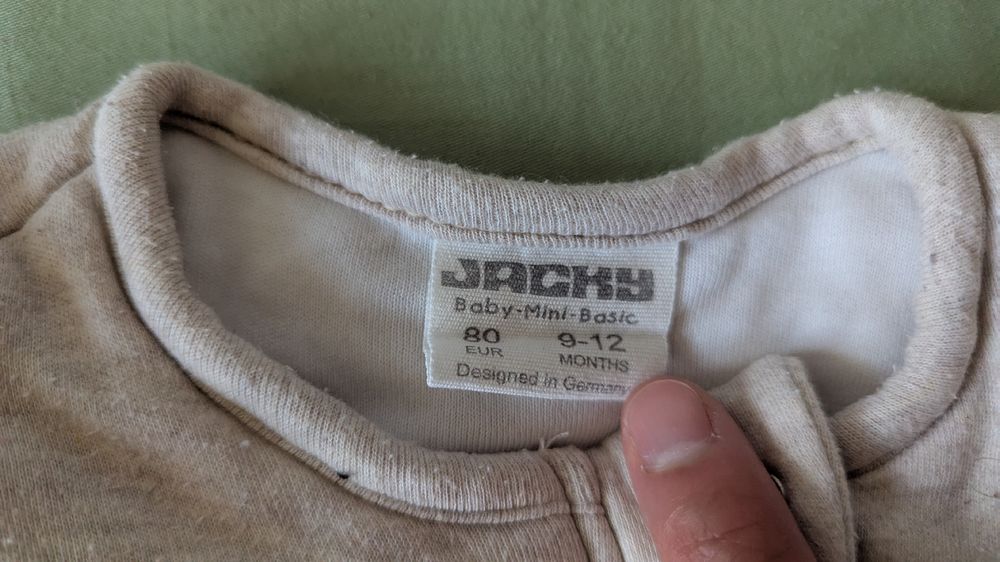 JACKY
Baby-Mini-Basic
80 9-12
EUR MONTHS
Designed in Germany